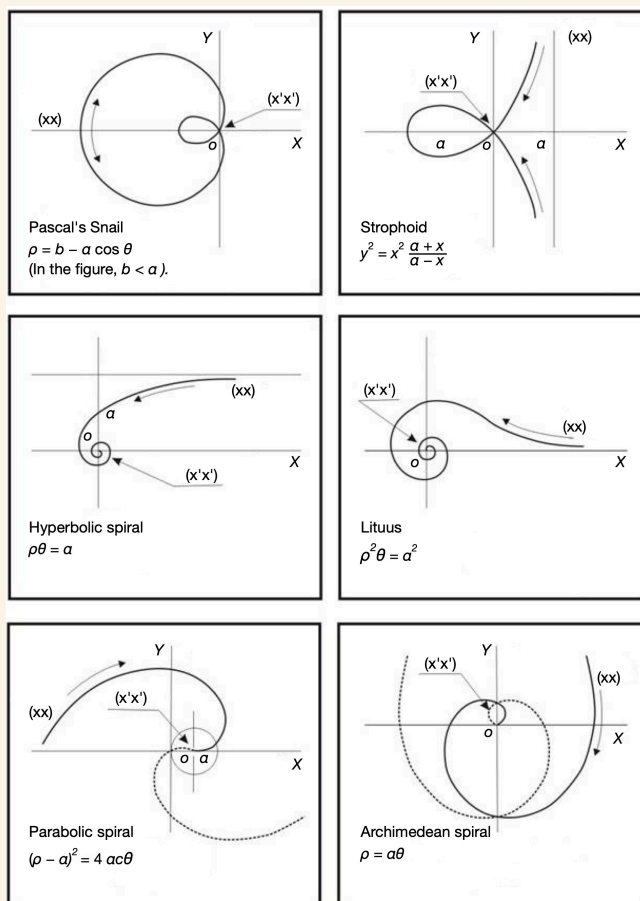 Y
(xx)
(x'x')
o
X
Pascal's Snail
ρ = b – a cos θ
(In the figure, b < a ).
Y
(xx)
(x'x')
a
o
a
X
Strophoid
y² = x² (a + x)/(a – x)
a
(xx)
o
X
(x'x')
Hyperbolic spiral
ρθ = a
(x'x')
(xx)
o
X
Lituus
ρ²θ = a²
Y
(xx)
(x'x')
o
a
X
Parabolic spiral
(ρ – a)² = 4 acθ
Y
(x'x')
(xx)
o
X
Archimedean spiral
ρ = aθ